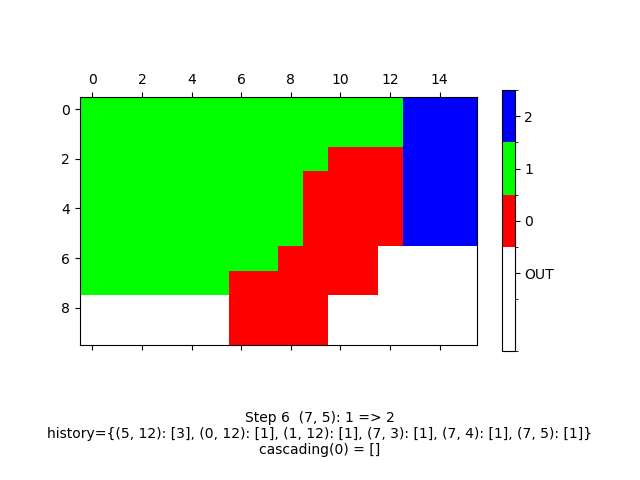 0 2 4 6 8 10 12 14
0
2
4
6
8
2
1
0
OUT
Step 6  (7, 5): 1 => 2
history={(5, 12): [3], (0, 12): [1], (1, 12): [1], (7, 3): [1], (7, 4): [1], (7, 5): [1]}
cascading(0) = []